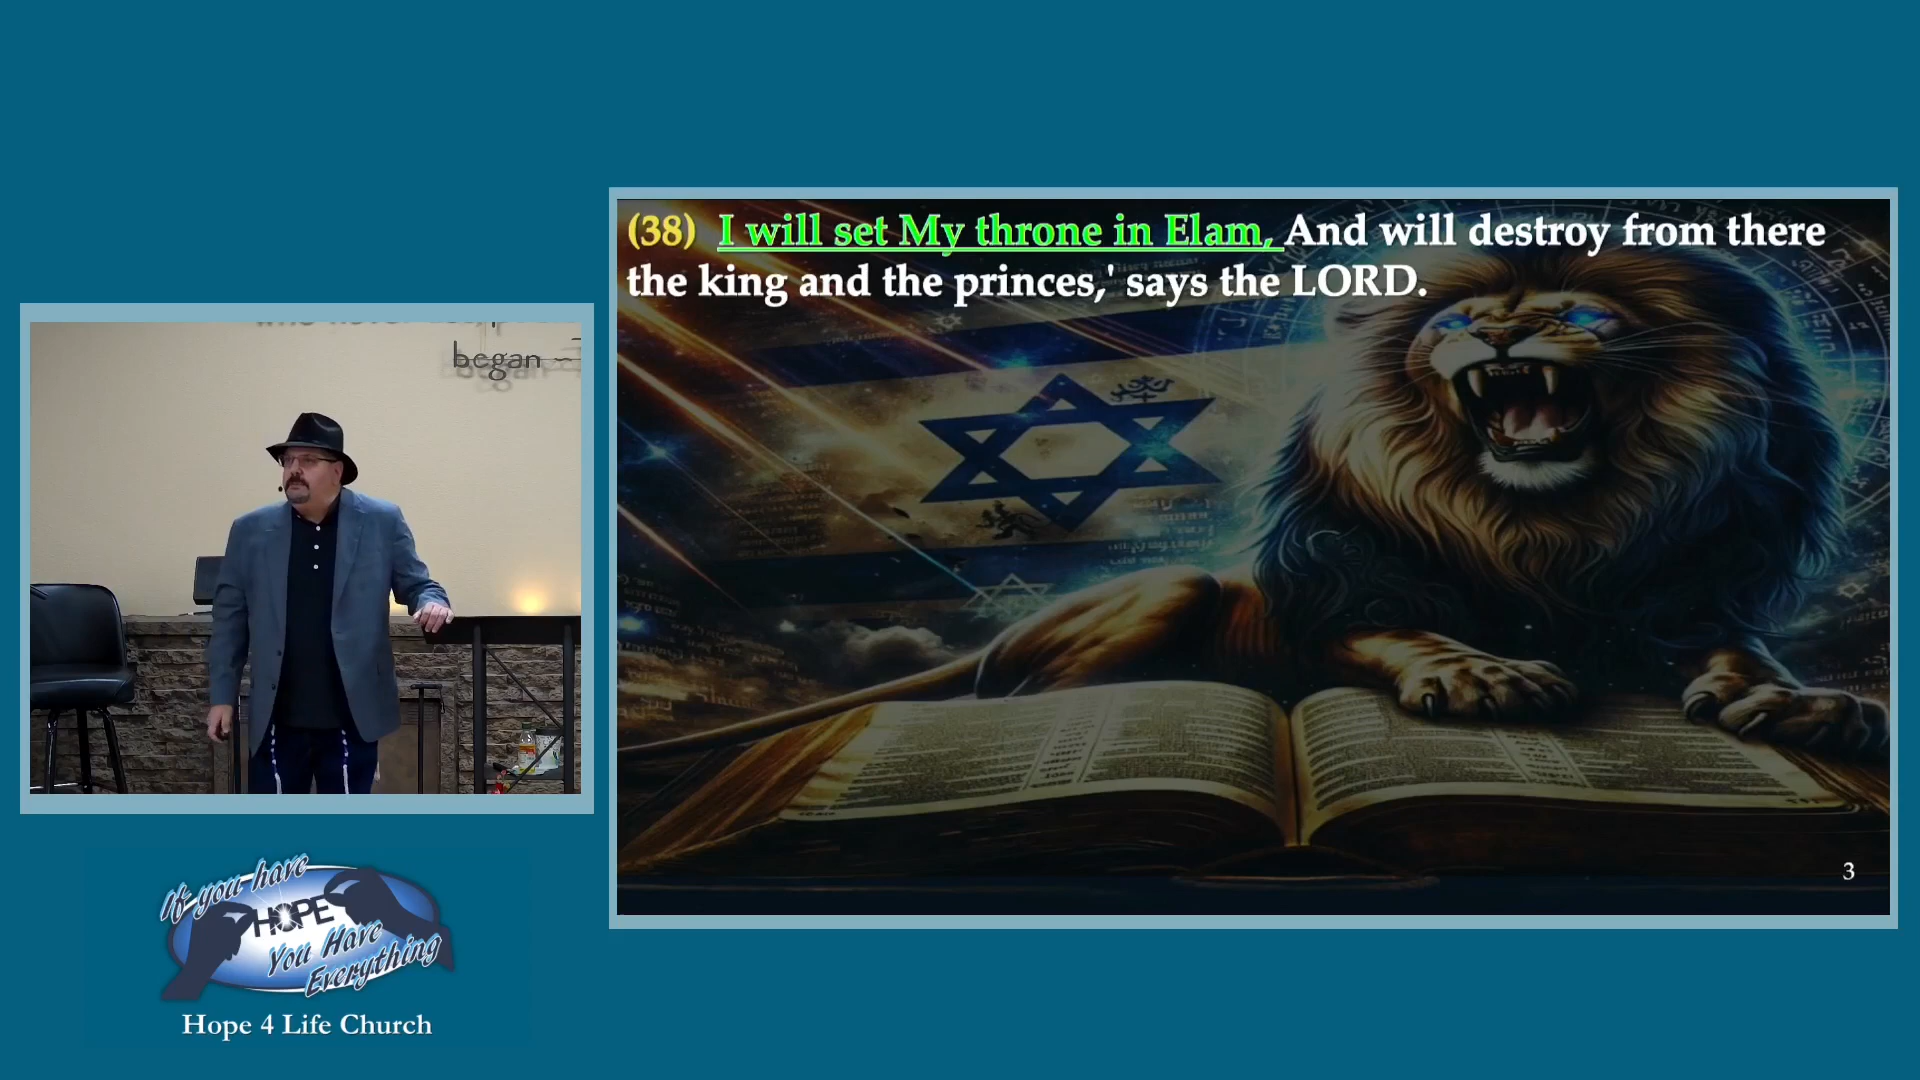 (38) I will set My throne in Elam, And will destroy from there
the king and the princes,' says the LORD.
began ~
3
If you have
HOPE
You Have
Everything
Hope 4 Life Church